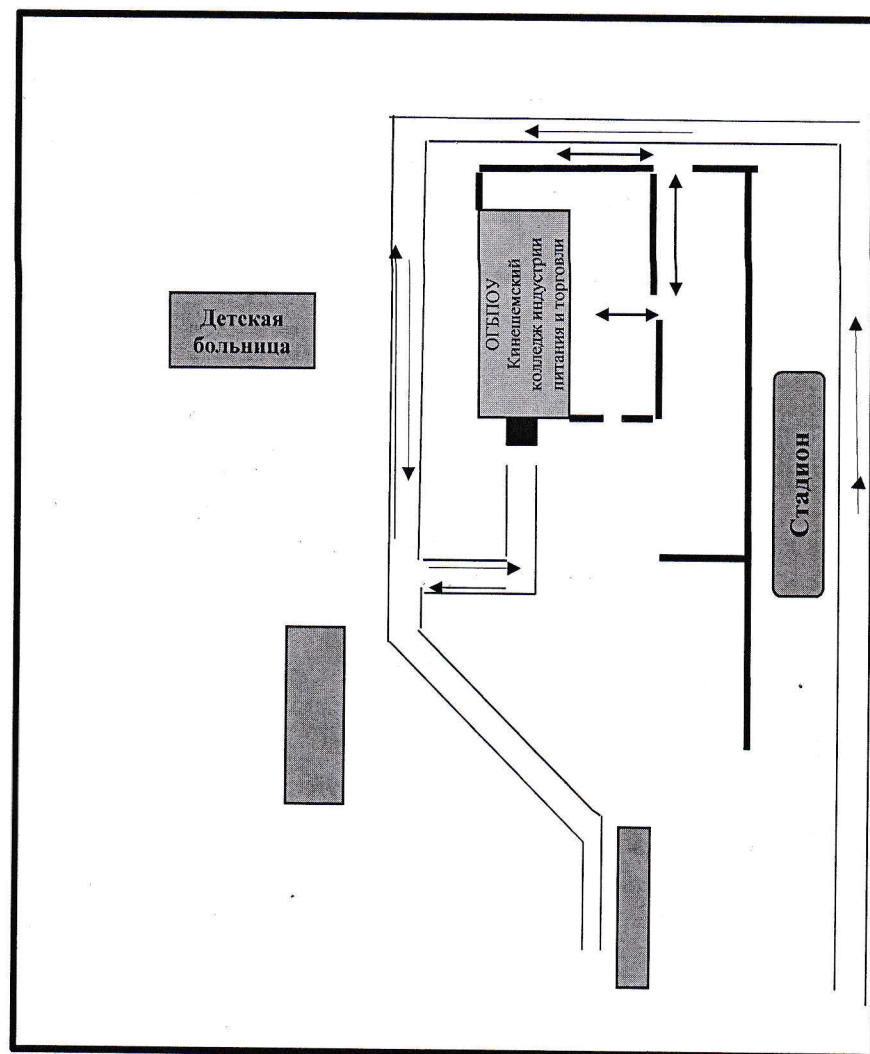 Детская
больница
ОГБПОУ
Кинешемский
колледж индустрии
питания и торговли
Стадион